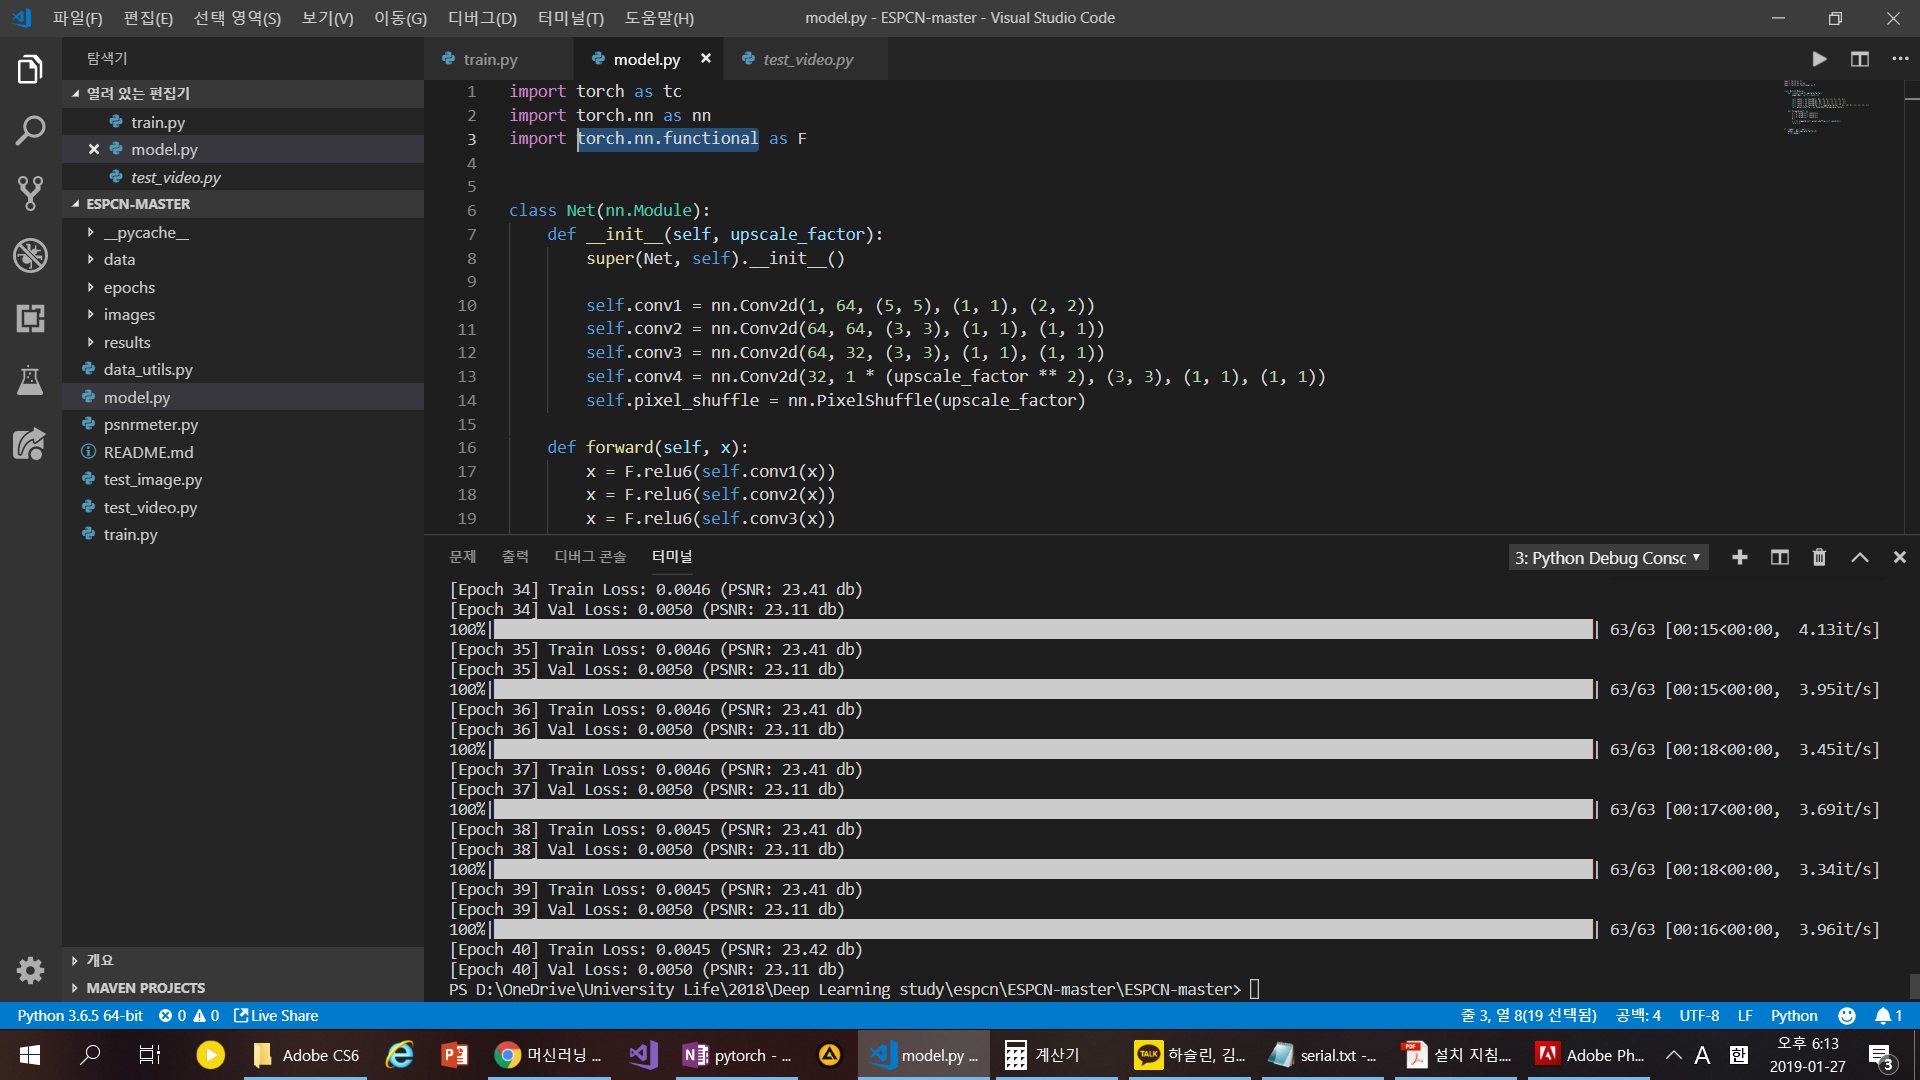 파일(F) 편집(E) 선택 영역(S) 보기(V) 이동(G) 디버그(D) 터미널(T) 도움말(H)
model.py - ESPCN-master - Visual Studio Code
탐색기
열려 있는 편집기
train.py
model.py
test_video.py
ESPCN-MASTER
__pycache__
data
epochs
images
results
data_utils.py
model.py
psnrmeter.py
README.md
test_image.py
test_video.py
train.py
개요
MAVEN PROJECTS
train.py model.py test_video.py
1 import torch as tc
2 import torch.nn as nn
3 import torch.nn.functional as F
4
5
6 class Net(nn.Module):
7 def __init__(self, upscale_factor):
8 super(Net, self).__init__()
9
10 self.conv1 = nn.Conv2d(1, 64, (5, 5), (1, 1), (2, 2))
11 self.conv2 = nn.Conv2d(64, 64, (3, 3), (1, 1), (1, 1))
12 self.conv3 = nn.Conv2d(64, 32, (3, 3), (1, 1), (1, 1))
13 self.conv4 = nn.Conv2d(32, 1 * (upscale_factor ** 2), (3, 3), (1, 1), (1, 1))
14 self.pixel_shuffle = nn.PixelShuffle(upscale_factor)
15
16 def forward(self, x):
17 x = F.relu6(self.conv1(x))
18 x = F.relu6(self.conv2(x))
19 x = F.relu6(self.conv3(x))
문제 출력 디버그 콘솔 터미널
3: Python Debug Consc
[Epoch 34] Train Loss: 0.0046 (PSNR: 23.41 db)
[Epoch 34] Val Loss: 0.0050 (PSNR: 23.11 db)
100%| | 63/63 [00:15<00:00, 4.13it/s]
[Epoch 35] Train Loss: 0.0046 (PSNR: 23.41 db)
[Epoch 35] Val Loss: 0.0050 (PSNR: 23.11 db)
100%| | 63/63 [00:15<00:00, 3.95it/s]
[Epoch 36] Train Loss: 0.0046 (PSNR: 23.41 db)
[Epoch 36] Val Loss: 0.0050 (PSNR: 23.11 db)
100%| | 63/63 [00:18<00:00, 3.45it/s]
[Epoch 37] Train Loss: 0.0046 (PSNR: 23.41 db)
[Epoch 37] Val Loss: 0.0050 (PSNR: 23.11 db)
100%| | 63/63 [00:17<00:00, 3.69it/s]
[Epoch 38] Train Loss: 0.0045 (PSNR: 23.41 db)
[Epoch 38] Val Loss: 0.0050 (PSNR: 23.11 db)
100%| | 63/63 [00:18<00:00, 3.34it/s]
[Epoch 39] Train Loss: 0.0045 (PSNR: 23.41 db)
[Epoch 39] Val Loss: 0.0050 (PSNR: 23.11 db)
100%| | 63/63 [00:16<00:00, 3.96it/s]
[Epoch 40] Train Loss: 0.0045 (PSNR: 23.42 db)
[Epoch 40] Val Loss: 0.0050 (PSNR: 23.11 db)
PS D:\OneDrive\University Life\2018\Deep Learning study\espcn\ESPCN-master\ESPCN-master>
Python 3.6.5 64-bit 0 0 Live Share
줄 3, 열 8(19 선택됨) 공백: 4 UTF-8 LF Python 1
Adobe CS6
머신러닝 ...
pytorch - ...
model.py ...
계산기
TALK 하슬린, 김...
serial.txt -...
PDF 설치 지침....
Adobe Ph...
A 한
오후 6:13
2019-01-27
3